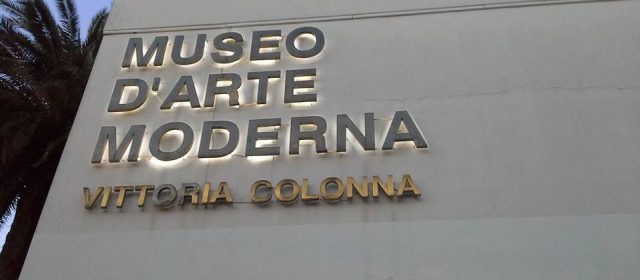 MUSEO
D'ARTE
MODERNA
VITTORIA COLONNA